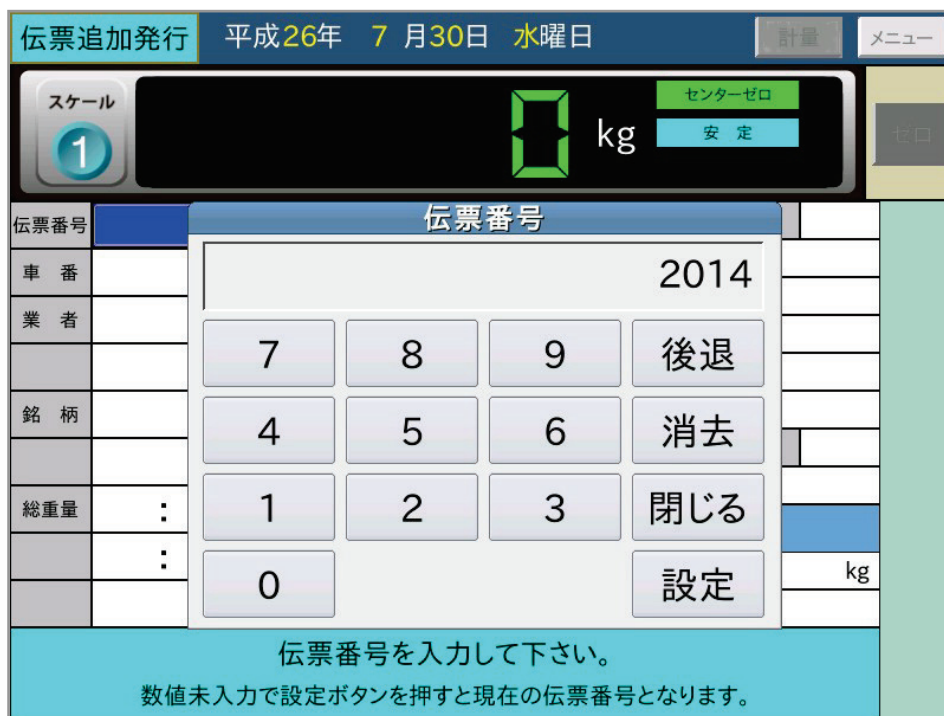 伝票追加発行 平成26年 7月30日 水曜日 計量 メニュー
スケール
1
0 kg
センターゼロ
安 定
ゼロ
伝票番号
車 番
業 者
銘 柄
総重量 :
:
kg
伝票番号
2014
7 8 9 後退
4 5 6 消去
1 2 3 閉じる
0 設定
伝票番号を入力して下さい。
数値未入力で設定ボタンを押すと現在の伝票番号となります。